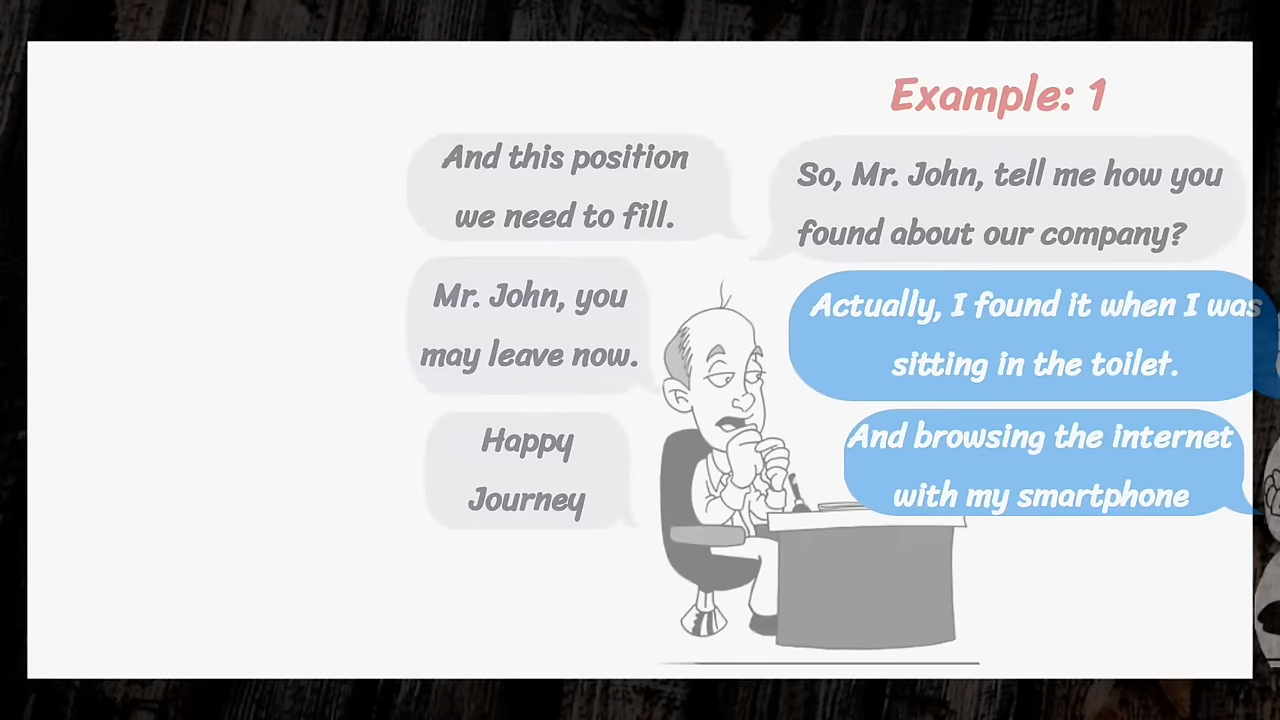 Example: 1
And this position
we need to fill.
Mr. John, you
may leave now.
Happy
Journey
So, Mr. John, tell me how you
found about our company?
Actually, I found it when I was
sitting in the toilet.
And browsing the internet
with my smartphone